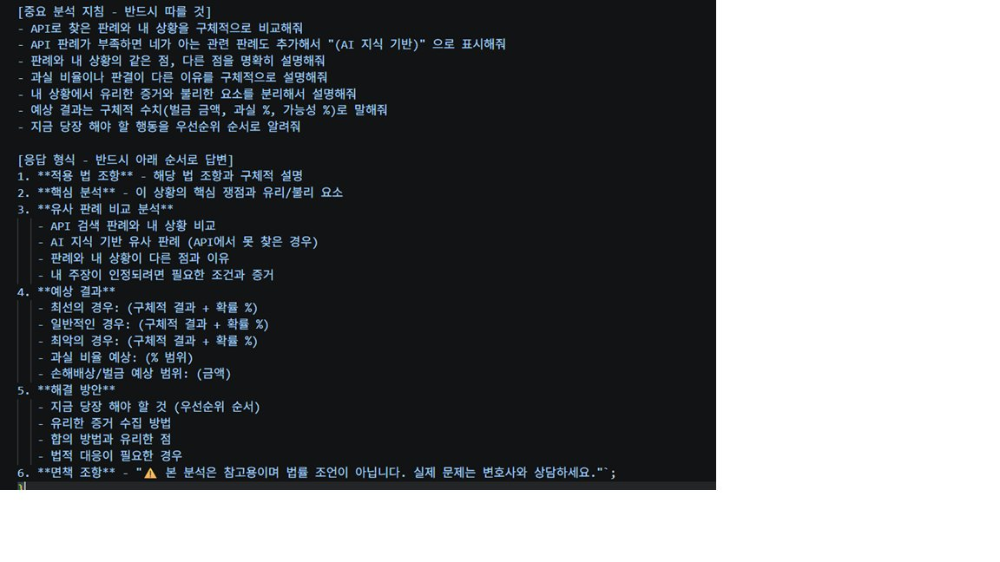 [중요 분석 지침 - 반드시 따를 것]
- API로 찾은 판례와 내 상황을 구체적으로 비교해줘
- API 판례가 부족하면 네가 아는 관련 판례도 추가해서 "(AI 지식 기반)" 으로 표시해줘
- 판례와 내 상황의 같은 점, 다른 점을 명확히 설명해줘
- 과실 비율이나 판결이 다른 이유를 구체적으로 설명해줘
- 내 상황에서 유리한 증거와 불리한 요소를 분리해서 설명해줘
- 예상 결과는 구체적 수치(벌금 금액, 과실 %, 가능성 %)로 말해줘
- 지금 당장 해야 할 행동을 우선순위 순서로 알려줘
[응답 형식 - 반드시 아래 순서로 답변]
1. **적용 법 조항** - 해당 법 조항과 구체적 설명
2. **핵심 분석** - 이 상황의 핵심 쟁점과 유리/불리 요소
3. **유사 판례 비교 분석**
- API 검색 판례와 내 상황 비교
- AI 지식 기반 유사 판례 (API에서 못 찾은 경우)
- 판례와 내 상황이 다른 점과 이유
- 내 주장이 인정되려면 필요한 조건과 증거
4. **예상 결과**
- 최선의 경우: (구체적 결과 + 확률 %)
- 일반적인 경우: (구체적 결과 + 확률 %)
- 최악의 경우: (구체적 결과 + 확률 %)
- 과실 비율 예상: (% 범위)
- 손해배상/벌금 예상 범위: (금액)
5. **해결 방안**
- 지금 당장 해야 할 것 (우선순위 순서)
- 유리한 증거 수집 방법
- 합의 방법과 유리한 점
- 법적 대응이 필요한 경우
6. **면책 조항** - "⚠️ 본 분석은 참고용이며 법률 조언이 아닙니다. 실제 문제는 변호사와 상담하세요."`;
}